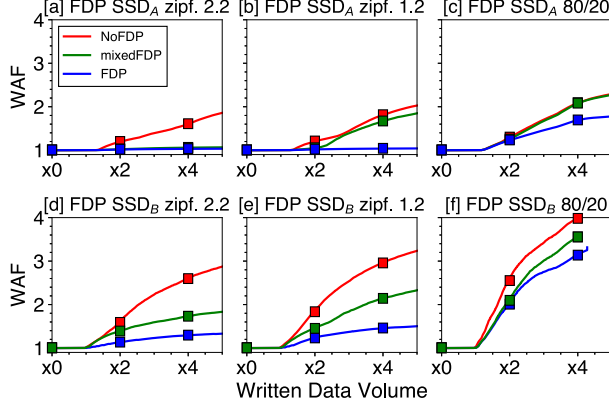 [a] FDP SSD_A zipf. 2.2
[b] FDP SSD_A zipf. 1.2
[c] FDP SSD_A 80/20
NoFDP
mixedFDP
FDP
WAF
4
3
2
1
x0 x2 x4
x0 x2 x4
x0 x2 x4
[d] FDP SSD_B zipf. 2.2
[e] FDP SSD_B zipf. 1.2
[f] FDP SSD_B 80/20
WAF
4
3
2
1
x0 x2 x4
x0 x2 x4
x0 x2 x4
Written Data Volume